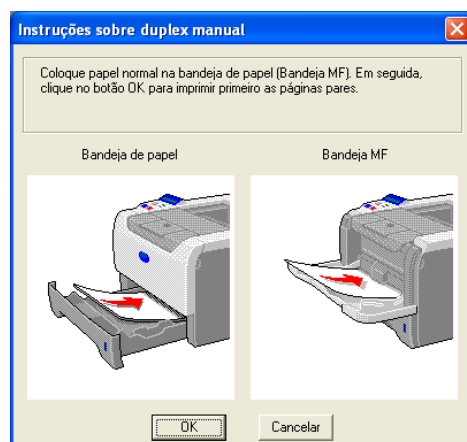 Instruções sobre duplex manual
Coloque papel normal na bandeja de papel (Bandeja MF). Em seguida,
clique no botão OK para imprimir primeiro as páginas pares.
Bandeja de papel
Bandeja MF
OK
Cancelar